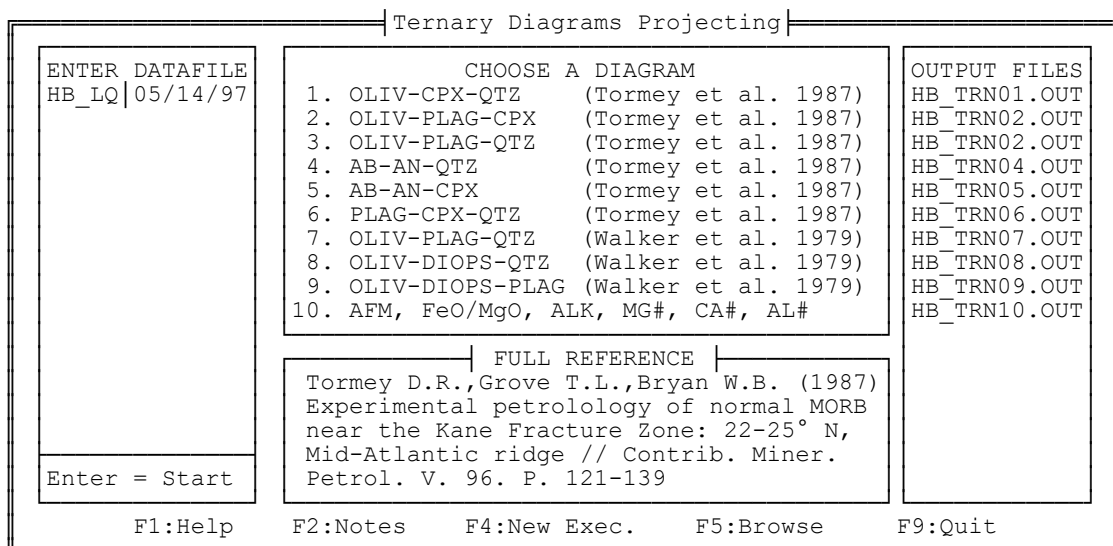 Ternary Diagrams Projecting
ENTER DATAFILE
HB_LQ|05/14/97
Enter = Start
CHOOSE A DIAGRAM
1. OLIV-CPX-QTZ (Tormey et al. 1987)
2. OLIV-PLAG-CPX (Tormey et al. 1987)
3. OLIV-PLAG-QTZ (Tormey et al. 1987)
4. AB-AN-QTZ (Tormey et al. 1987)
5. AB-AN-CPX (Tormey et al. 1987)
6. PLAG-CPX-QTZ (Tormey et al. 1987)
7. OLIV-PLAG-QTZ (Walker et al. 1979)
8. OLIV-DIOPS-QTZ (Walker et al. 1979)
9. OLIV-DIOPS-PLAG (Walker et al. 1979)
10. AFM, FeO/MgO, ALK, MG#, CA#, AL#
FULL REFERENCE
Tormey D.R.,Grove T.L.,Bryan W.B. (1987)
Experimental petrolology of normal MORB
near the Kane Fracture Zone: 22-25° N,
Mid-Atlantic ridge // Contrib. Miner.
Petrol. V. 96. P. 121-139
OUTPUT FILES
HB_TRN01.OUT
HB_TRN02.OUT
HB_TRN02.OUT
HB_TRN04.OUT
HB_TRN05.OUT
HB_TRN06.OUT
HB_TRN07.OUT
HB_TRN08.OUT
HB_TRN09.OUT
HB_TRN10.OUT
F1:Help F2:Notes F4:New Exec. F5:Browse F9:Quit